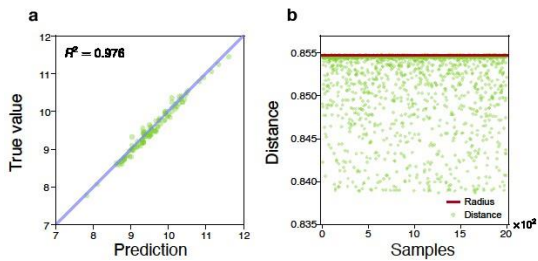 a
R² = 0.976
True value
12
11
10
9
8
7
7 8 9 10 11 12
Prediction
b
Distance
0.855
0.850
0.845
0.840
0.835
Radius
Distance
0 5 10 15 20 ×10²
Samples